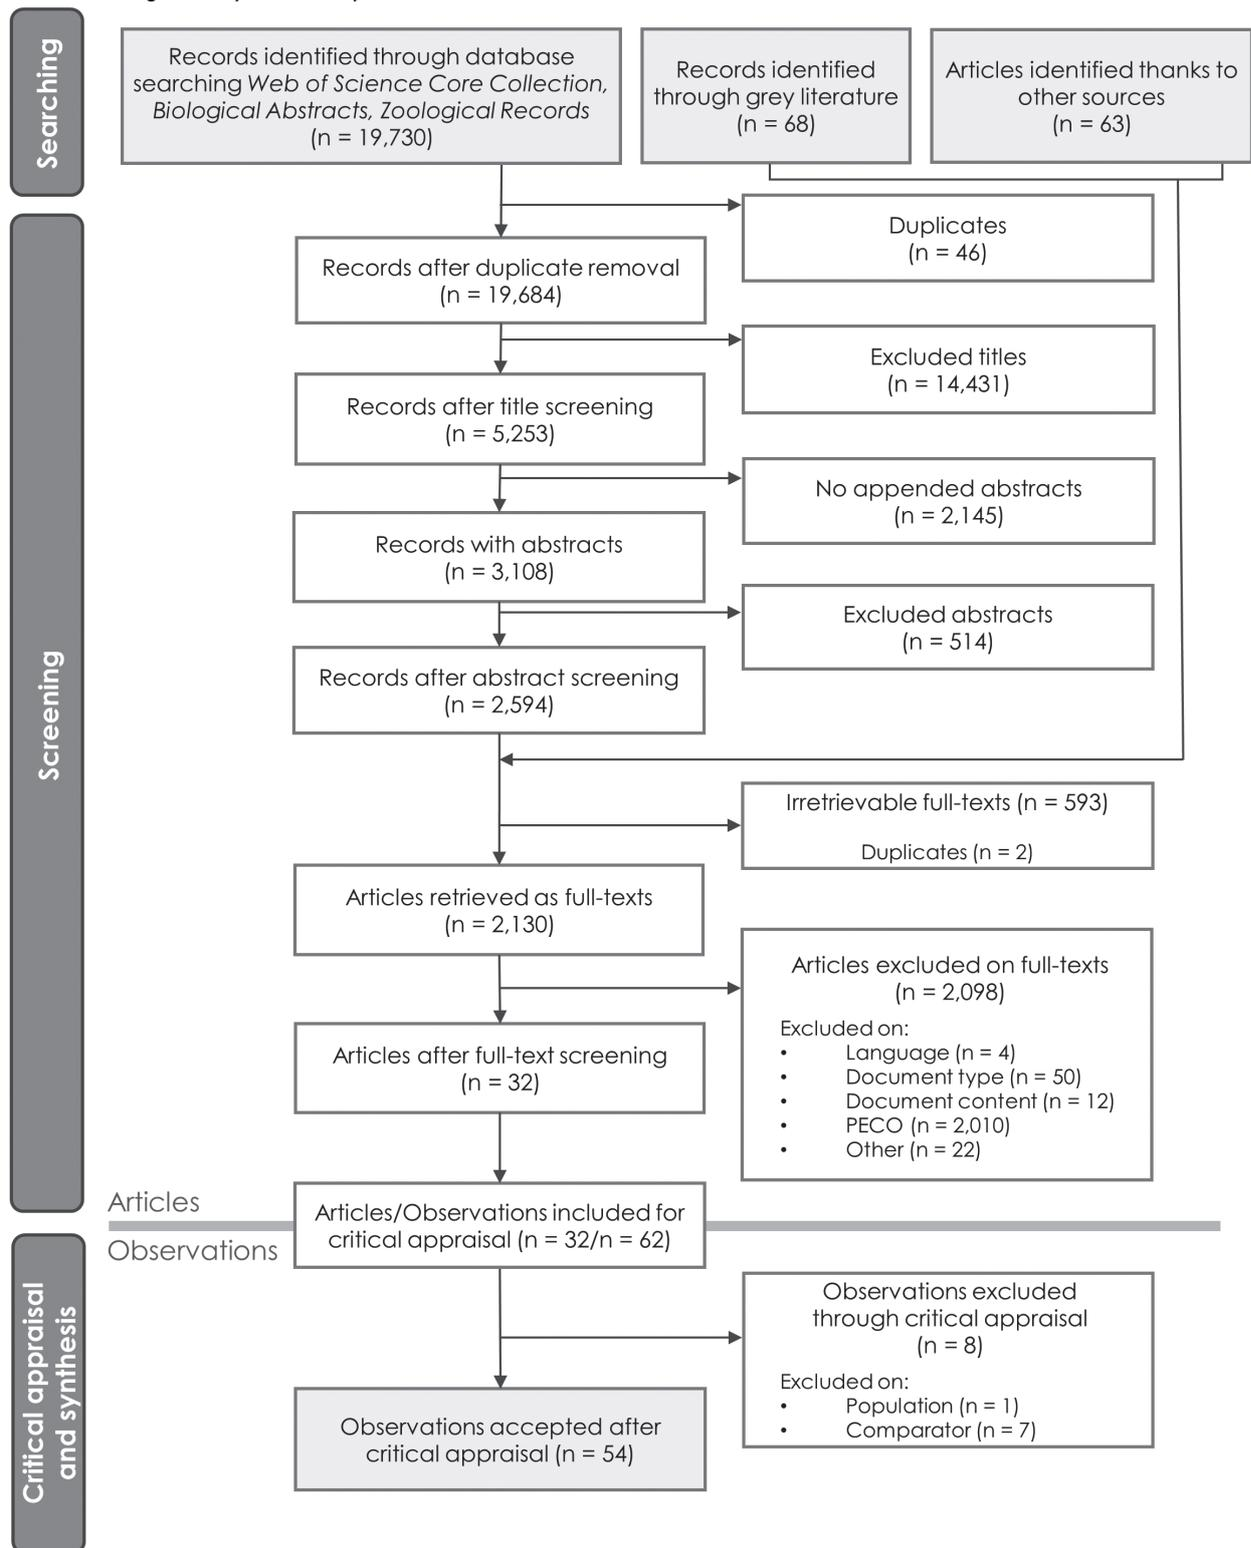 Searching
Records identified through database
searching Web of Science Core Collection,
Biological Abstracts, Zoological Records
(n = 19,730)
Records identified
through grey literature
(n = 68)
Articles identified thanks to
other sources
(n = 63)
Screening
Duplicates
(n = 46)
Records after duplicate removal
(n = 19,684)
Excluded titles
(n = 14,431)
Records after title screening
(n = 5,253)
No appended abstracts
(n = 2,145)
Records with abstracts
(n = 3,108)
Excluded abstracts
(n = 514)
Records after abstract screening
(n = 2,594)
Irretrievable full-texts (n = 593)
Duplicates (n = 2)
Articles retrieved as full-texts
(n = 2,130)
Articles excluded on full-texts
(n = 2,098)
Excluded on:
• Language (n = 4)
• Document type (n = 50)
• Document content (n = 12)
• PECO (n = 2,010)
• Other (n = 22)
Articles after full-text screening
(n = 32)
Articles
Observations
Articles/Observations included for
critical appraisal (n = 32/n = 62)
Critical appraisal
and synthesis
Observations excluded
through critical appraisal
(n = 8)
Excluded on:
• Population (n = 1)
• Comparator (n = 7)
Observations accepted after
critical appraisal (n = 54)